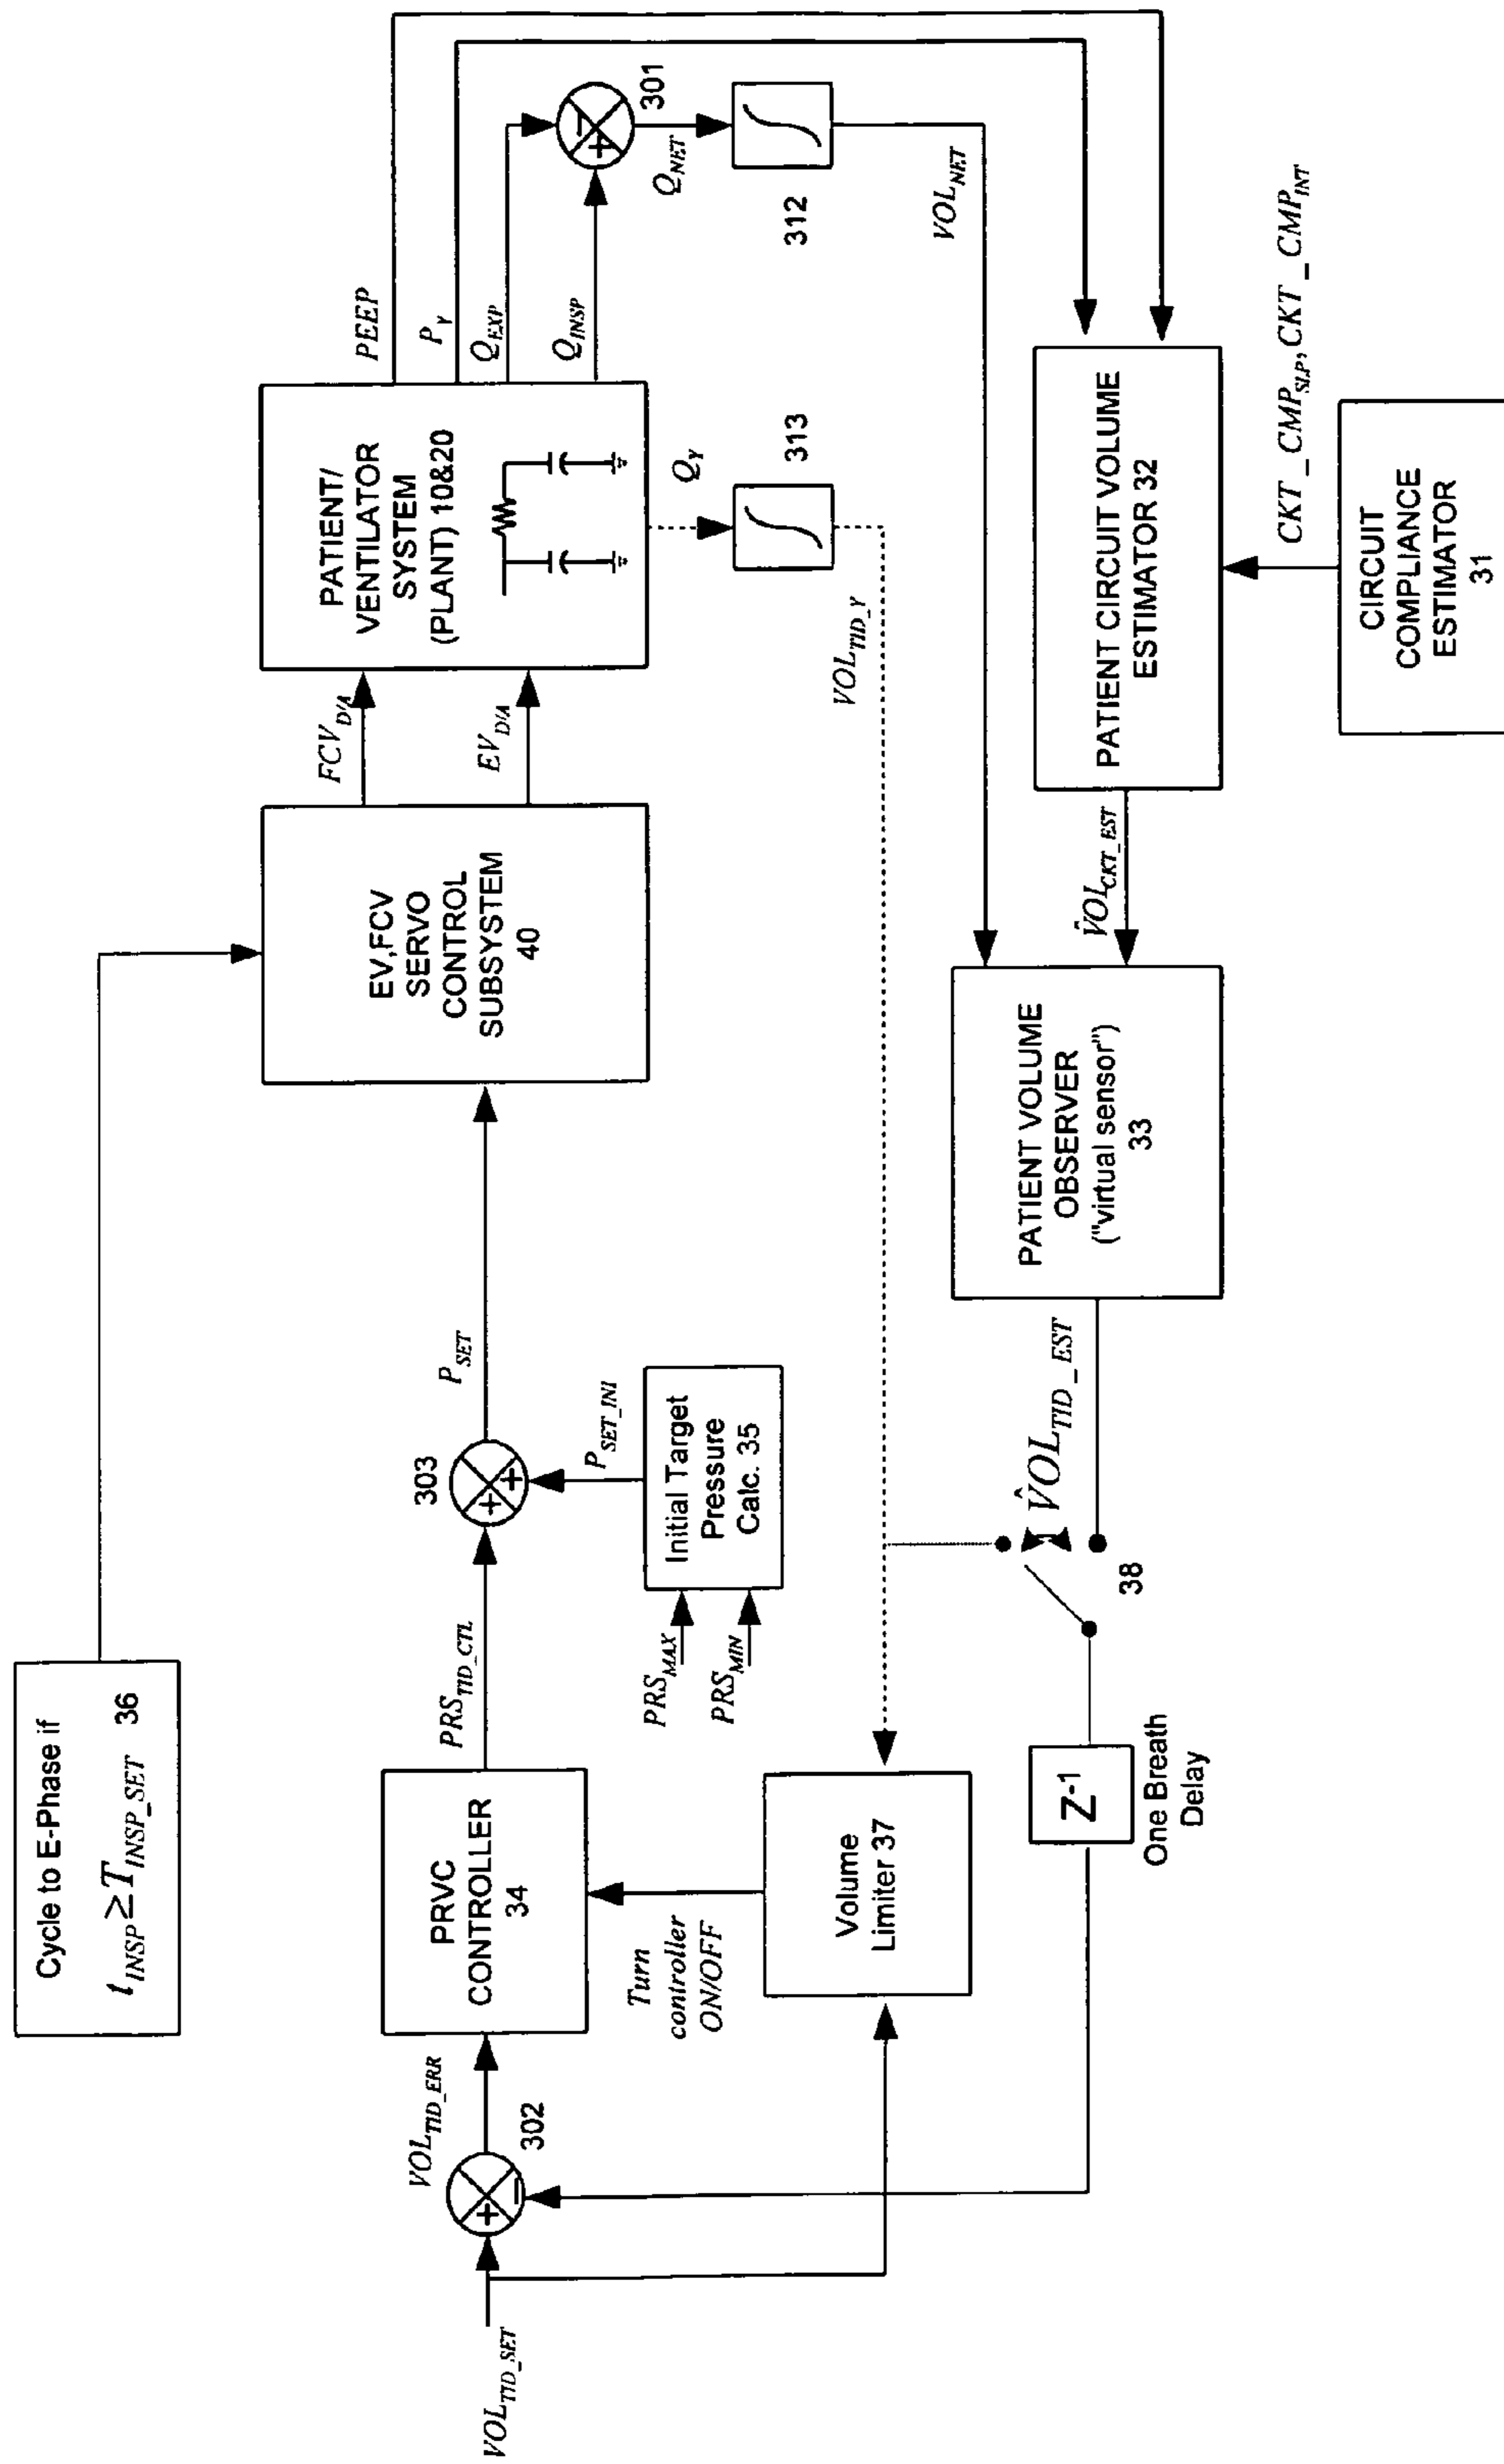 Cycle to E-Phase if
t_INSP ≥ T_INSP_SET 36
VOL_TID_SET
+
−
302
VOL_TID_ERR
PRVC
CONTROLLER
34
PRS_TID_CTL
303
+
+
P_SET
P_SET_INI
Initial Target
Pressure
Calc. 35
PRS_MAX
PRS_MIN
Turn
controller
ON/OFF
Volume
Limiter 37
EV,FCV
SERVO
CONTROL
SUBSYSTEM
40
FCV_D/A
EV_D/A
PATIENT/
VENTILATOR
SYSTEM
(PLANT) 10&20
PEEP
P_Y
Q_EXP
Q_INSP
−
+
301
Q_NET
312
VOL_NET
Q_Y
313
VOL_TID_Y
PATIENT CIRCUIT VOLUME
ESTIMATOR 32
CKT_CMP_SLP, CKT_CMP_INT
CIRCUIT
COMPLIANCE
ESTIMATOR
31
V̂OL_CKT_EST
PATIENT VOLUME
OBSERVER
("virtual sensor")
33
V̂OL_TID_EST
38
Z-1
One Breath
Delay